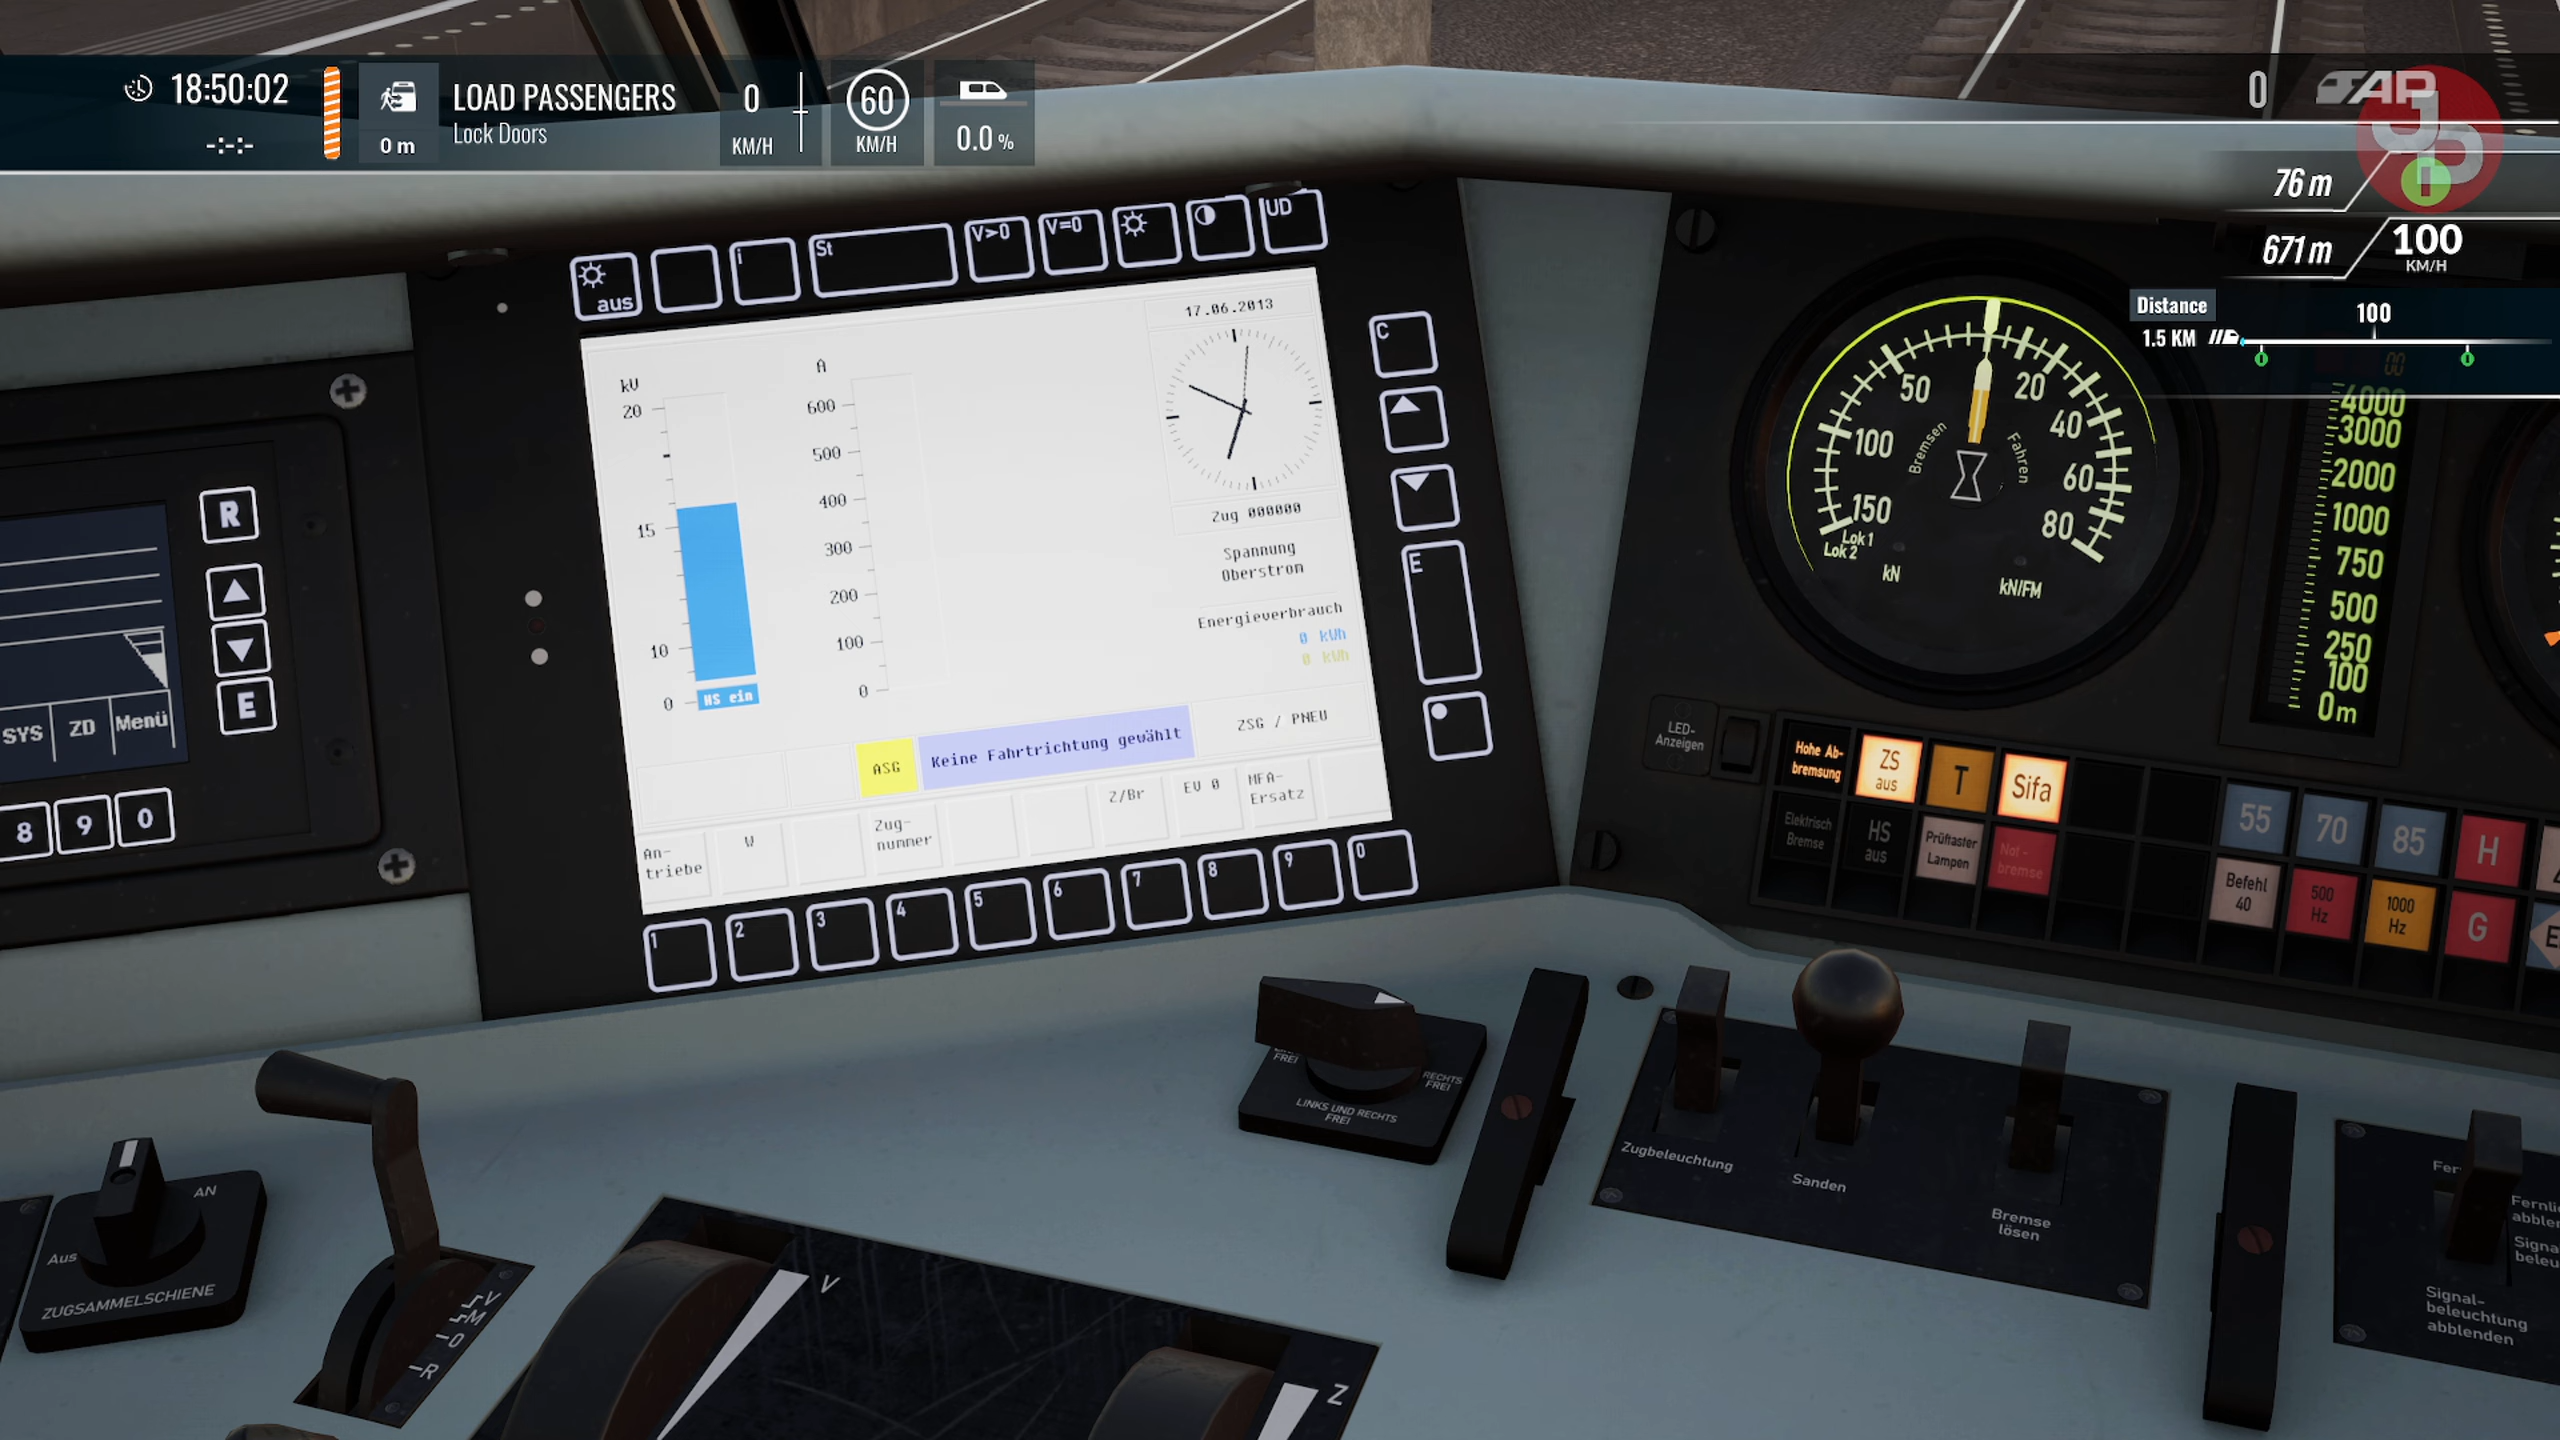 18:50:02
-:-:-
0 m
LOAD PASSENGERS
Lock Doors
0
KM/H
60
KM/H
0.0 %
0
76 m
671 m
100
KM/H
Distance
1.5 KM
100
0
0
aus
i
St
V>0
V=0
UD
17.06.2013
kV
20
15
10
0
HS ein
A
600
500
400
300
200
100
0
Zug 000000
Spannung
Oberstrom
Energieverbrauch
0 kWh
0 kWh
ASG
Keine Fahrtrichtung gewählt
ZSG / PNEU
An-
triebe
W
Zug-
nummer
Z/Br
EV 0
MFA-
Ersatz
1
2
3
4
5
6
7
8
9
0
C
E
R
E
SYS
ZD
Menü
8
9
0
50
100
150
Lok 1
Lok 2
kN
Bremsen
Fahren
20
40
60
80
kN/FM
4000
3000
2000
1000
750
500
250
100
0m
LED-
Anzeigen
Hohe Ab-
bremsung
ZS
aus
T
Sifa
Elektrisch
Bremse
HS
aus
Prüftaster
Lampen
Not-
bremse
55
70
85
H
Befehl
40
500
Hz
1000
Hz
G
FREI
RECHTS
FREI
LINKS UND RECHTS
FREI
Zugbeleuchtung
Sanden
Bremse
lösen
Signal-
beleuchtung
abblenden
AN
Aus
ZUGSAMMELSCHIENE
V
M
0
R
V
Z